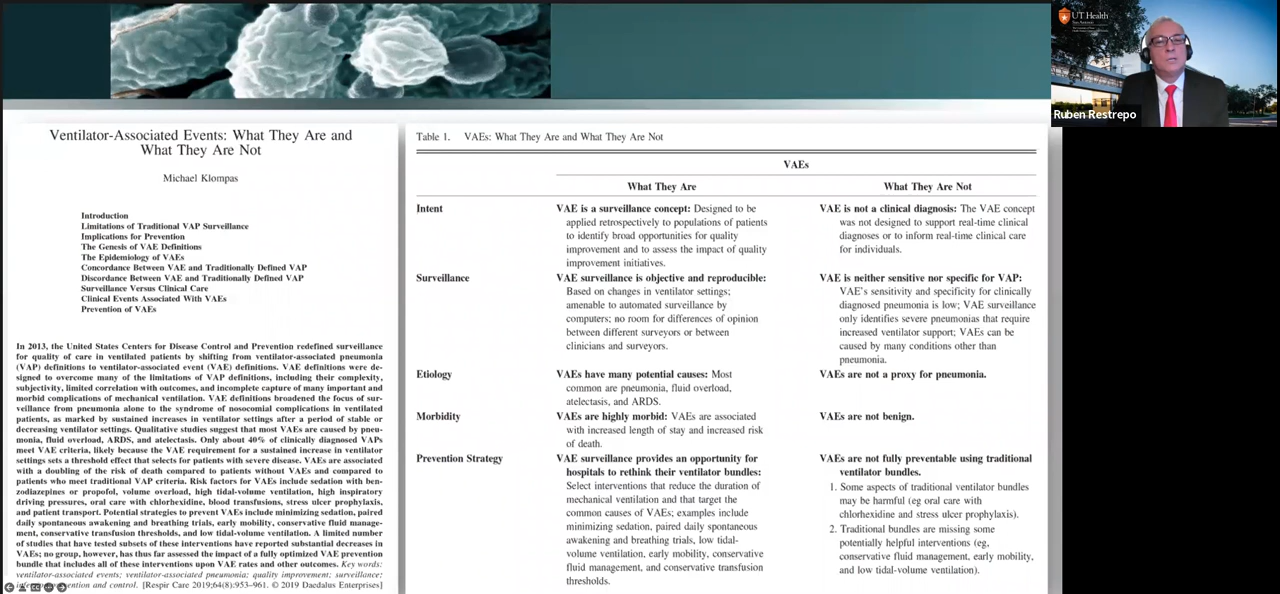 UT Health
San Antonio
Ruben Restrepo
Ventilator-Associated Events: What They Are and
What They Are Not
Michael Klompas
Introduction
Limitations of Traditional VAP Surveillance
Implications for Prevention
The Genesis of VAE Definitions
The Epidemiology of VAEs
Concordance Between VAE and Traditionally Defined VAP
Discordance Between VAE and Traditionally Defined VAP
Surveillance Versus Clinical Care
Clinical Events Associated With VAEs
Prevention of VAEs
In 2013, the United States Centers for Disease Control and Prevention redefined surveillance
for quality of care in ventilated patients by shifting from ventilator-associated pneumonia
(VAP) definitions to ventilator-associated event (VAE) definitions. VAE definitions were de-
signed to overcome many of the limitations of VAP definitions, including their complexity,
subjectivity, limited correlation with outcomes, and incomplete capture of many important and
morbid complications of mechanical ventilation. VAE definitions broadened the focus of sur-
veillance from pneumonia alone to the syndrome of nosocomial complications in ventilated
patients, as marked by sustained increases in ventilator settings after a period of stable or
decreasing ventilator settings. Qualitative studies suggest that most VAEs are caused by pneu-
monia, fluid overload, ARDS, and atelectasis. Only about 40% of clinically diagnosed VAPs
meet VAE criteria, likely because the VAE requirement for a sustained increase in ventilator
settings sets a threshold effect that selects for patients with severe disease. VAEs are associated
with a doubling of the risk of death compared to patients without VAEs and compared to
patients who meet traditional VAP criteria. Risk factors for VAEs include sedation with ben-
zodiazepines or propofol, volume overload, high tidal-volume ventilation, high inspiratory
driving pressures, oral care with chlorhexidine, blood transfusions, stress ulcer prophylaxis,
and patient transport. Potential strategies to prevent VAEs include minimizing sedation, paired
daily spontaneous awakening and breathing trials, early mobility, conservative fluid manage-
ment, conservative transfusion thresholds, and low tidal-volume ventilation. A limited number
of studies that have tested subsets of these interventions have reported substantial decreases in
VAEs; no group, however, has thus far assessed the impact of a fully optimized VAE prevention
bundle that includes all of these interventions upon VAE rates and other outcomes. Key words:
ventilator-associated events; ventilator-associated pneumonia; quality improvement; surveillance;
and control. [Respir Care 2019;64(8):953–961. © 2019 Daedalus Enterprises]
Table 1. VAEs: What They Are and What They Are Not
VAEs
What They Are What They Are Not
Intent
VAE is a surveillance concept: Designed to be
applied retrospectively to populations of patients
to identify broad opportunities for quality
improvement and to assess the impact of quality
improvement initiatives.
VAE is not a clinical diagnosis: The VAE concept
was not designed to support real-time clinical
diagnoses or to inform real-time clinical care
for individuals.
Surveillance
VAE surveillance is objective and reproducible:
Based on changes in ventilator settings;
amenable to automated surveillance by
computers; no room for differences of opinion
between different surveyors or between
clinicians and surveyors.
VAE is neither sensitive nor specific for VAP:
VAE's sensitivity and specificity for clinically
diagnosed pneumonia is low; VAE surveillance
only identifies severe pneumonias that require
increased ventilator support; VAEs can be
caused by many conditions other than
pneumonia.
Etiology
VAEs have many potential causes: Most
common are pneumonia, fluid overload,
atelectasis, and ARDS.
VAEs are not a proxy for pneumonia.
Morbidity
VAEs are highly morbid: VAEs are associated
with increased length of stay and increased risk
of death.
VAEs are not benign.
Prevention Strategy
VAE surveillance provides an opportunity for
hospitals to rethink their ventilator bundles:
Select interventions that reduce the duration of
mechanical ventilation and that target the
common causes of VAEs; examples include
minimizing sedation, paired daily spontaneous
awakening and breathing trials, low tidal-
volume ventilation, early mobility, conservative
fluid management, and conservative transfusion
thresholds.
VAEs are not fully preventable using traditional
ventilator bundles.
1. Some aspects of traditional ventilator bundles
may be harmful (eg oral care with
chlorhexidine and stress ulcer prophylaxis).
2. Traditional bundles are missing some
potentially helpful interventions (eg,
conservative fluid management, early mobility,
and low tidal-volume ventilation).